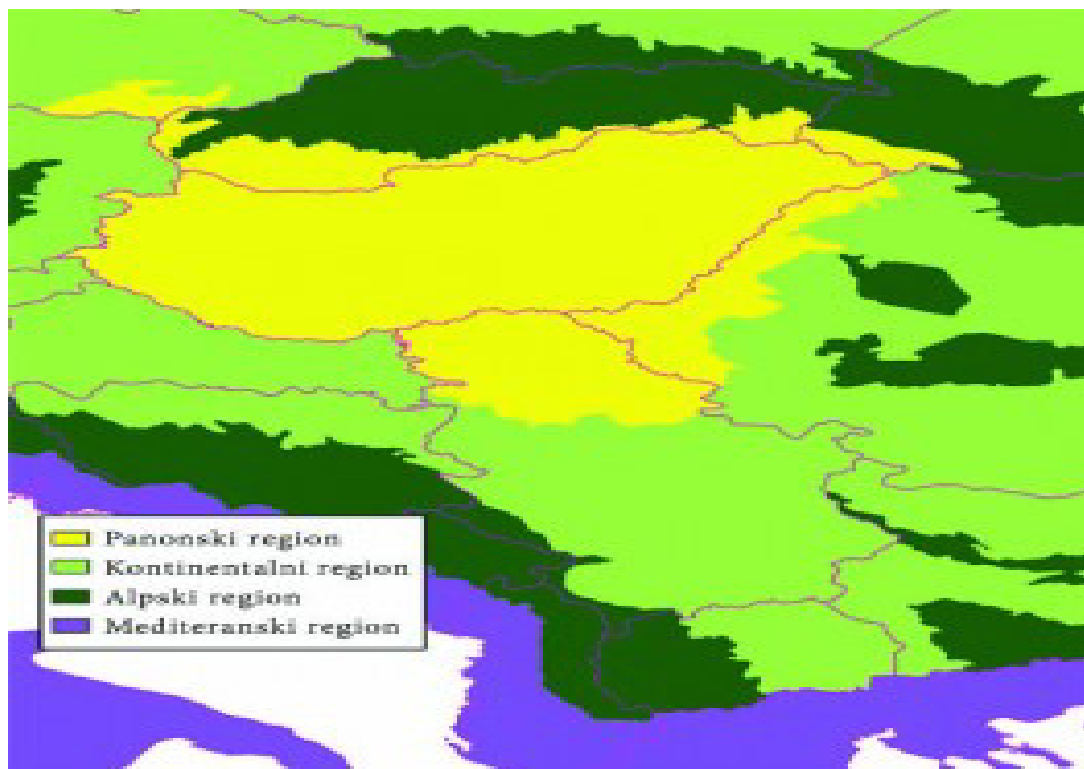 Panonski region
Kontinentalni region
Alpski region
Mediteranski region